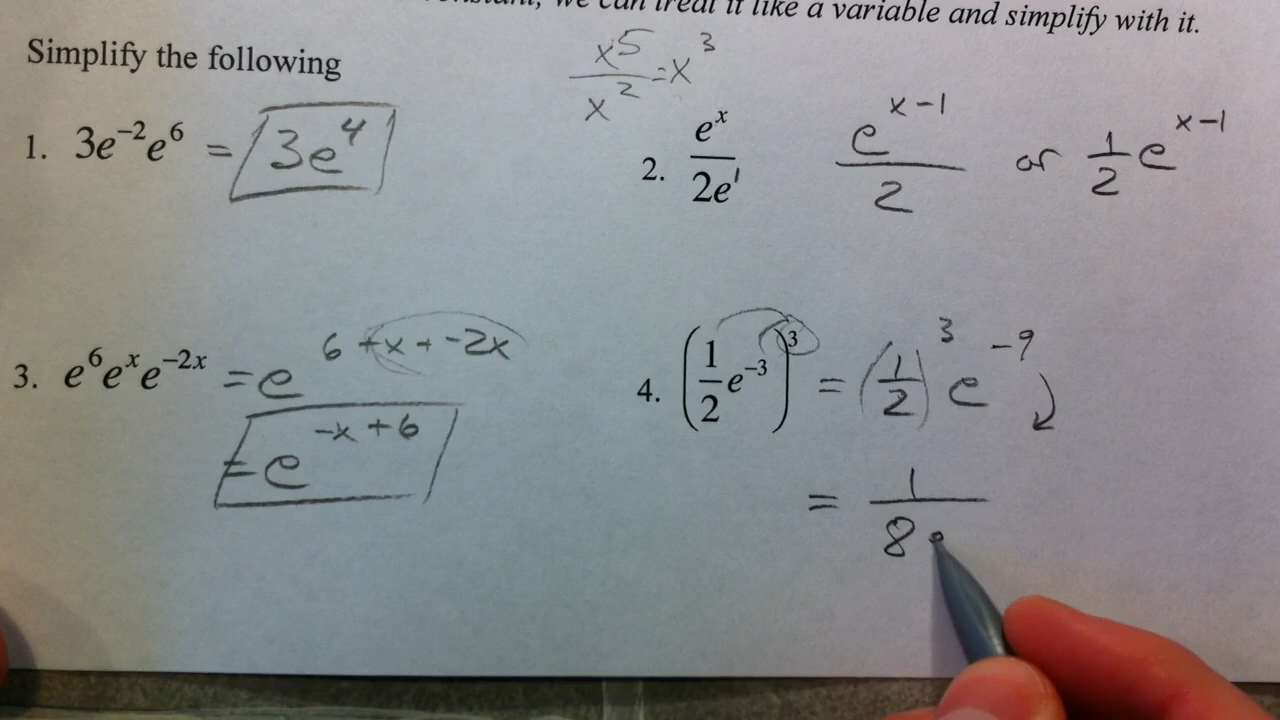 we can treat it like a variable and simplify with it.
Simplify the following
x^5/x^2 = x^3
1. 3e^-2 e^6 = 3e^4
2. e^x/2e^1 e^x-1/2 or 1/2 e^x-1
3. e^6 e^x e^-2x = e^6+x+-2x
= e^-x+6
4. (1/2 e^-3)^3 = (1/2)^3 e^-9
= 1/8